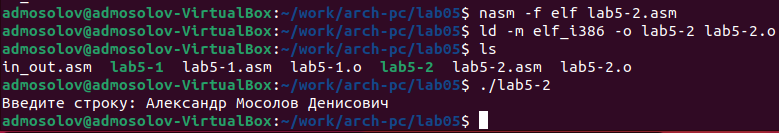 admosolov@admosolov-VirtualBox:~/work/arch-pc/lab05$ nasm -f elf lab5-2.asm
admosolov@admosolov-VirtualBox:~/work/arch-pc/lab05$ ld -m elf_i386 -o lab5-2 lab5-2.o
admosolov@admosolov-VirtualBox:~/work/arch-pc/lab05$ ls
in_out.asm lab5-1 lab5-1.asm lab5-1.o lab5-2 lab5-2.asm lab5-2.o
admosolov@admosolov-VirtualBox:~/work/arch-pc/lab05$ ./lab5-2
Введите строку: Александр Мосолов Денисович
admosolov@admosolov-VirtualBox:~/work/arch-pc/lab05$